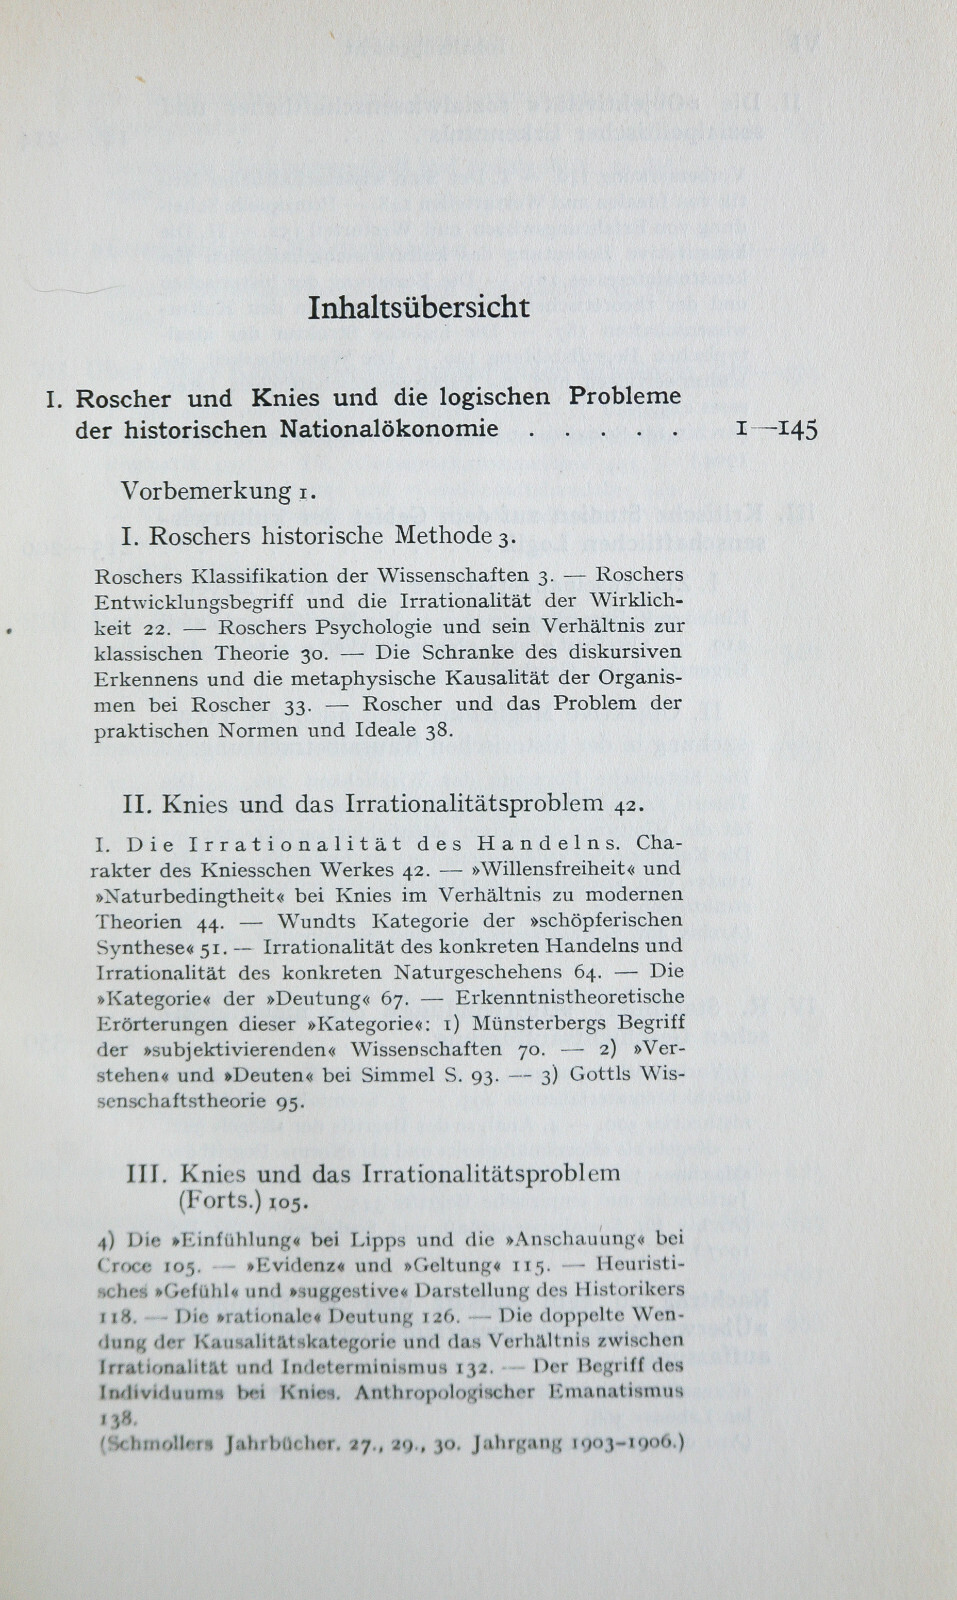 Inhaltsübersicht
I. Roscher und Knies und die logischen Probleme
der historischen Nationalökonomie . . . . . 1—145
Vorbemerkung 1.
I. Roschers historische Methode 3.
Roschers Klassifikation der Wissenschaften 3. — Roschers
Entwicklungsbegriff und die Irrationalität der Wirklich-
keit 22. — Roschers Psychologie und sein Verhältnis zur
klassischen Theorie 30. — Die Schranke des diskursiven
Erkennens und die metaphysische Kausalität der Organis-
men bei Roscher 33. — Roscher und das Problem der
praktischen Normen und Ideale 38.
II. Knies und das Irrationalitätsproblem 42.
I. Die Irrationalität des Handelns. Cha-
rakter des Kniesschen Werkes 42. — »Willensfreiheit« und
»Naturbedingtheit« bei Knies im Verhältnis zu modernen
Theorien 44. — Wundts Kategorie der »schöpferischen
Synthese« 51. — Irrationalität des konkreten Handelns und
Irrationalität des konkreten Naturgeschehens 64. — Die
»Kategorie« der »Deutung« 67. — Erkenntnistheoretische
Erörterungen dieser »Kategorie«: 1) Münsterbergs Begriff
der »subjektivierenden« Wissenschaften 70. — 2) »Ver-
stehen« und »Deuten« bei Simmel S. 93. — 3) Gottls Wis-
senschaftstheorie 95.
III. Knies und das Irrationalitätsproblem
(Forts.) 105.
4) Die »Einfühlung« bei Lipps und die »Anschauung« bei
Croce 105. — »Evidenz« und »Geltung« 115. — Heuristi-
sches »Gefühl« und »suggestive« Darstellung des Historikers
118. — Die »rationale« Deutung 126. — Die doppelte Wen-
dung der Kausalitätskategorie und das Verhältnis zwischen
Irrationalität und Indeterminismus 132. — Der Begriff des
Individuums bei Knies. Anthropologischer Emanatismus
138.
(Schmollers Jahrbücher. 27., 29., 30. Jahrgang 1903–1906.)